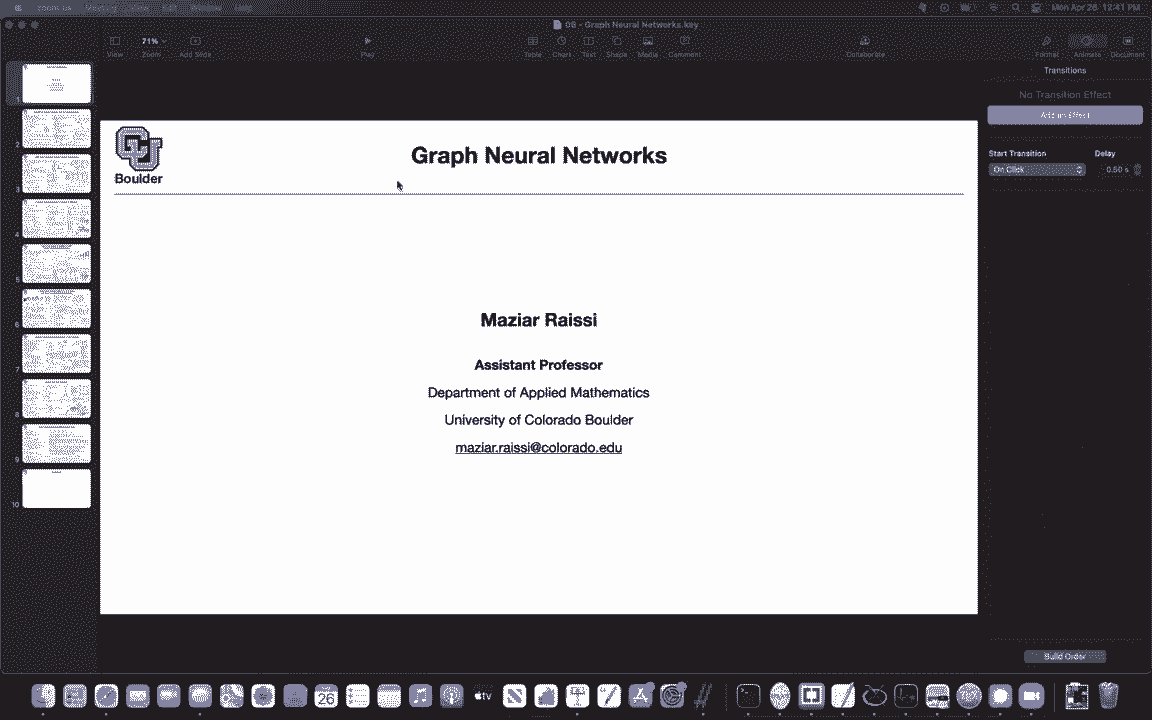 zoom.us Meeting View Edit Window Help
Mon Apr 26 12:41 PM
09 - Graph Neural Networks.key
71%
View Zoom Add Slide Play Table Chart Text Shape Media Comment Collaborate Format Animate Document
Transitions
No Transition Effect
Add an Effect
Start Transition Delay
On Click 0.50 s
Graph Neural Networks
Boulder
Maziar Raissi
Assistant Professor
Department of Applied Mathematics
University of Colorado Boulder
maziar.raissi@colorado.edu
1
2
3
4
5
6
7
8
9
10
Build Order
26
tv